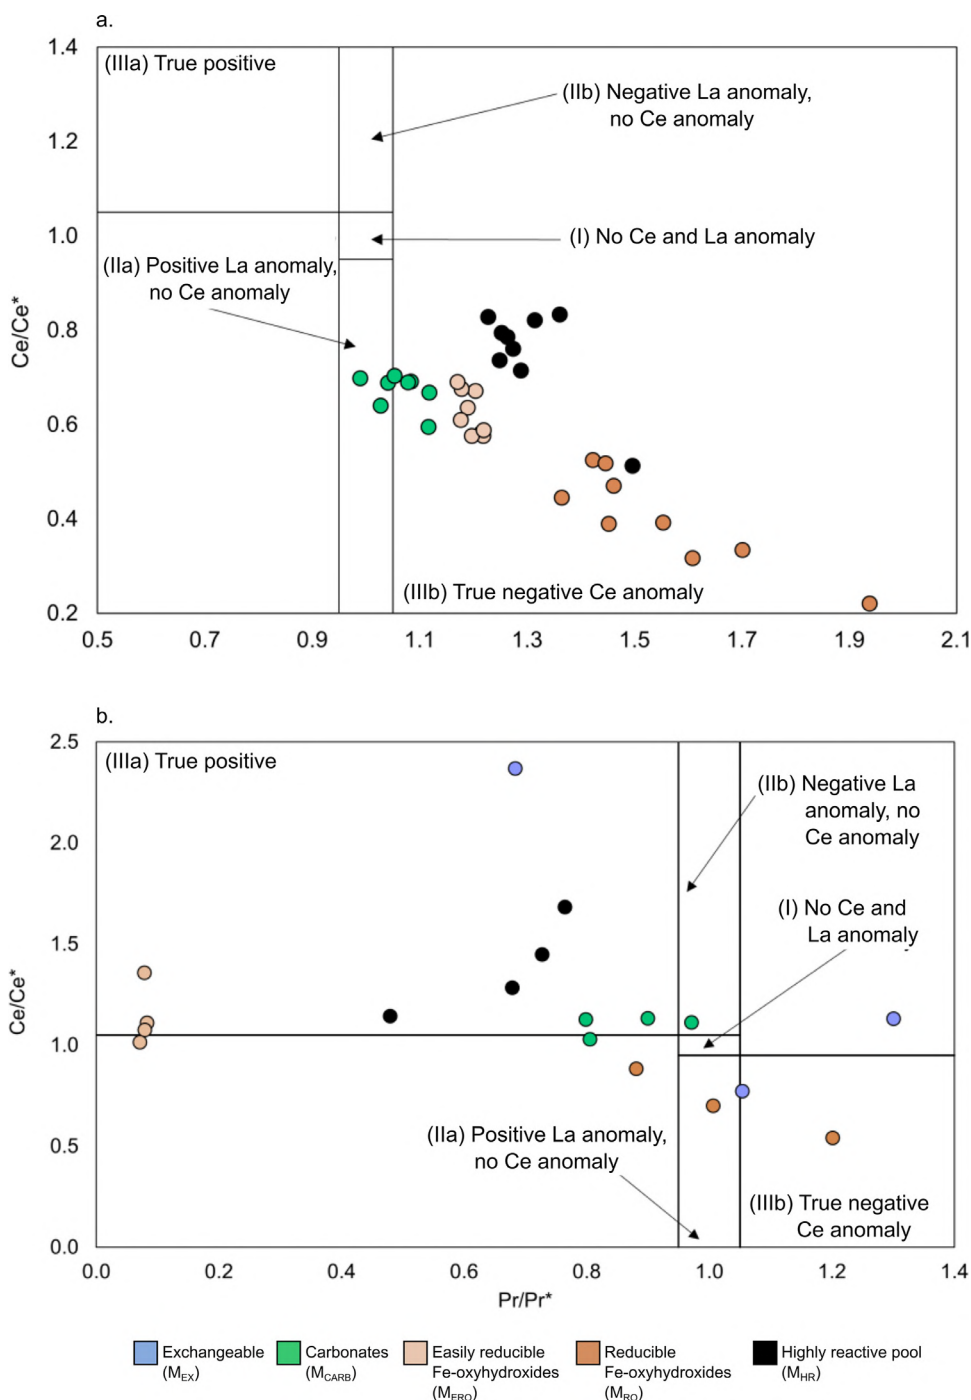 a.
1.4
(IIIa) True positive
(IIb) Negative La anomaly,
no Ce anomaly
1.2
1.0
(I) No Ce and La anomaly
(IIa) Positive La anomaly,
no Ce anomaly
Ce/Ce*
0.8
0.6
0.4
(IIIb) True negative Ce anomaly
0.2
0.5 0.7 0.9 1.1 1.3 1.5 1.7 1.9 2.1
b.
2.5
(IIIa) True positive
(IIb) Negative La
anomaly, no
Ce anomaly
2.0
(I) No Ce and
La anomaly
1.5
Ce/Ce*
1.0
(IIa) Positive La anomaly,
no Ce anomaly
0.5
(IIIb) True negative
Ce anomaly
0.0
0.0 0.2 0.4 0.6 0.8 1.0 1.2 1.4
Pr/Pr*
Exchangeable
(MEX)
Carbonates
(MCARB)
Easily reducible
Fe-oxyhydroxides
(MERO)
Reducible
Fe-oxyhydroxides
(MRO)
Highly reactive pool
(MHR)